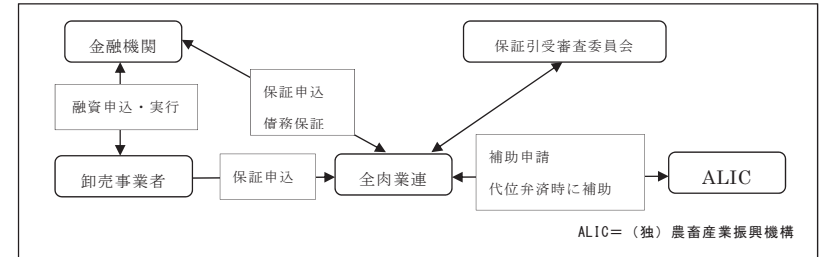 金融機関
保証引受審査委員会
融資申込・実行
保証申込
債務保証
卸売事業者
保証申込
全肉業連
補助申請
代位弁済時に補助
ALIC
ALIC＝（独）農畜産業振興機構